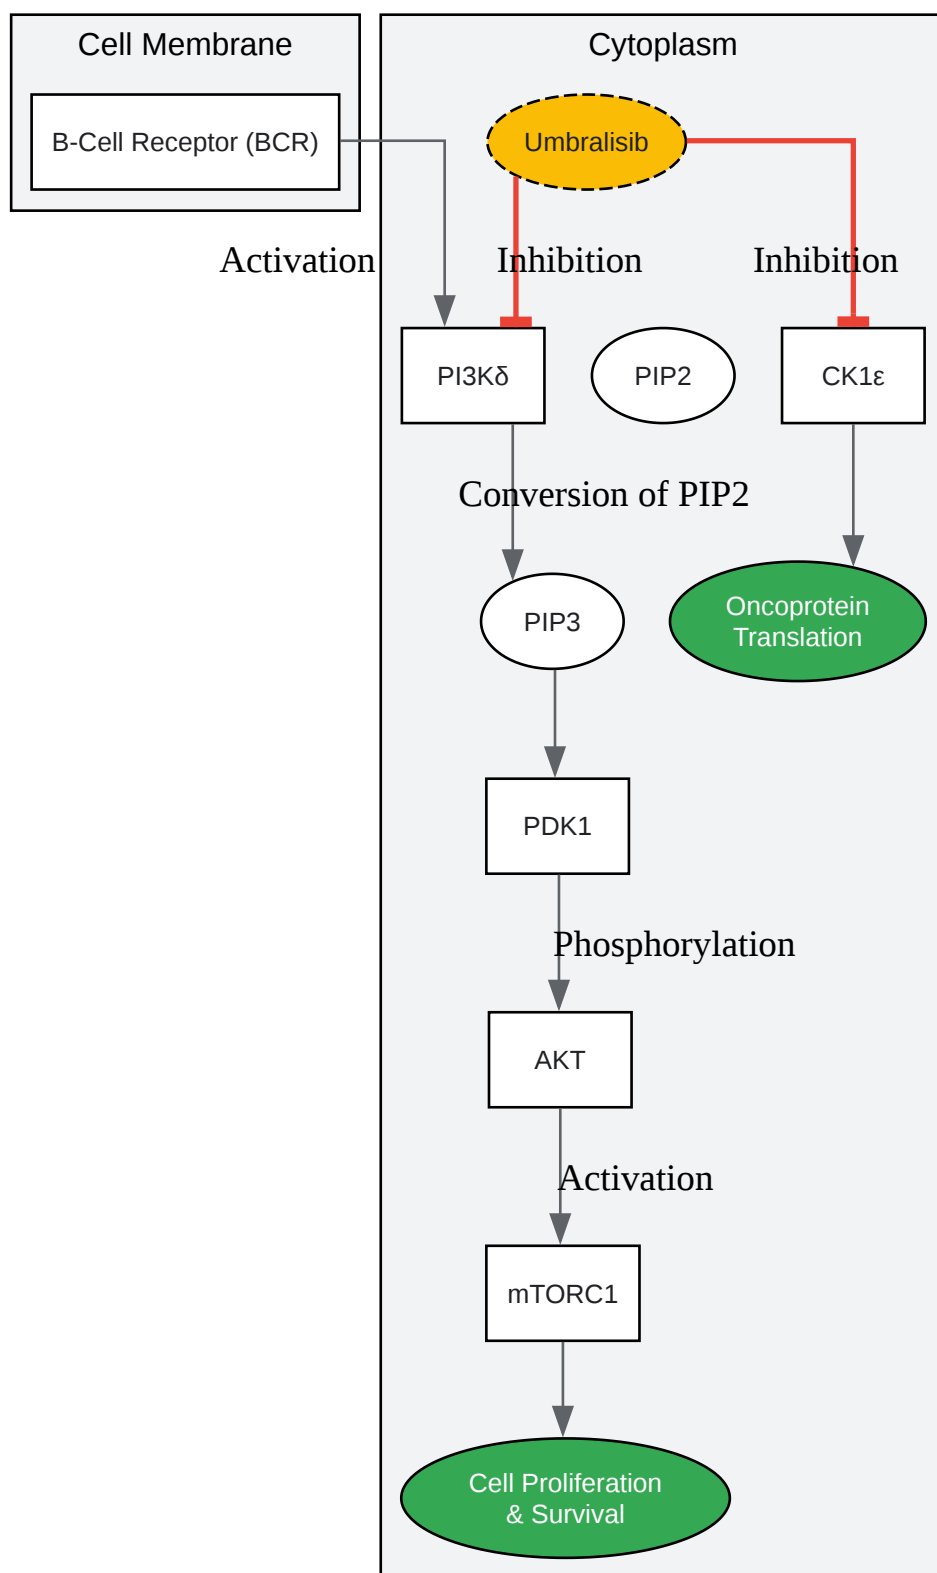 Cell Membrane
Cytoplasm
B-Cell Receptor (BCR)
Umbralisib
Activation
Inhibition
Inhibition
PI3Kδ
PIP2
CK1ε
Conversion of PIP2
PIP3
Oncoprotein
Translation
PDK1
Phosphorylation
AKT
Activation
mTORC1
Cell Proliferation
& Survival